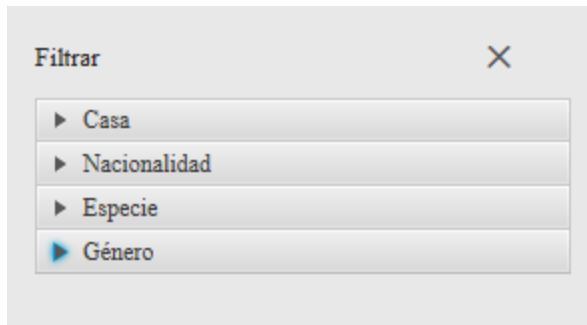 Filtrar
Casa
Nacionalidad
Especie
Género